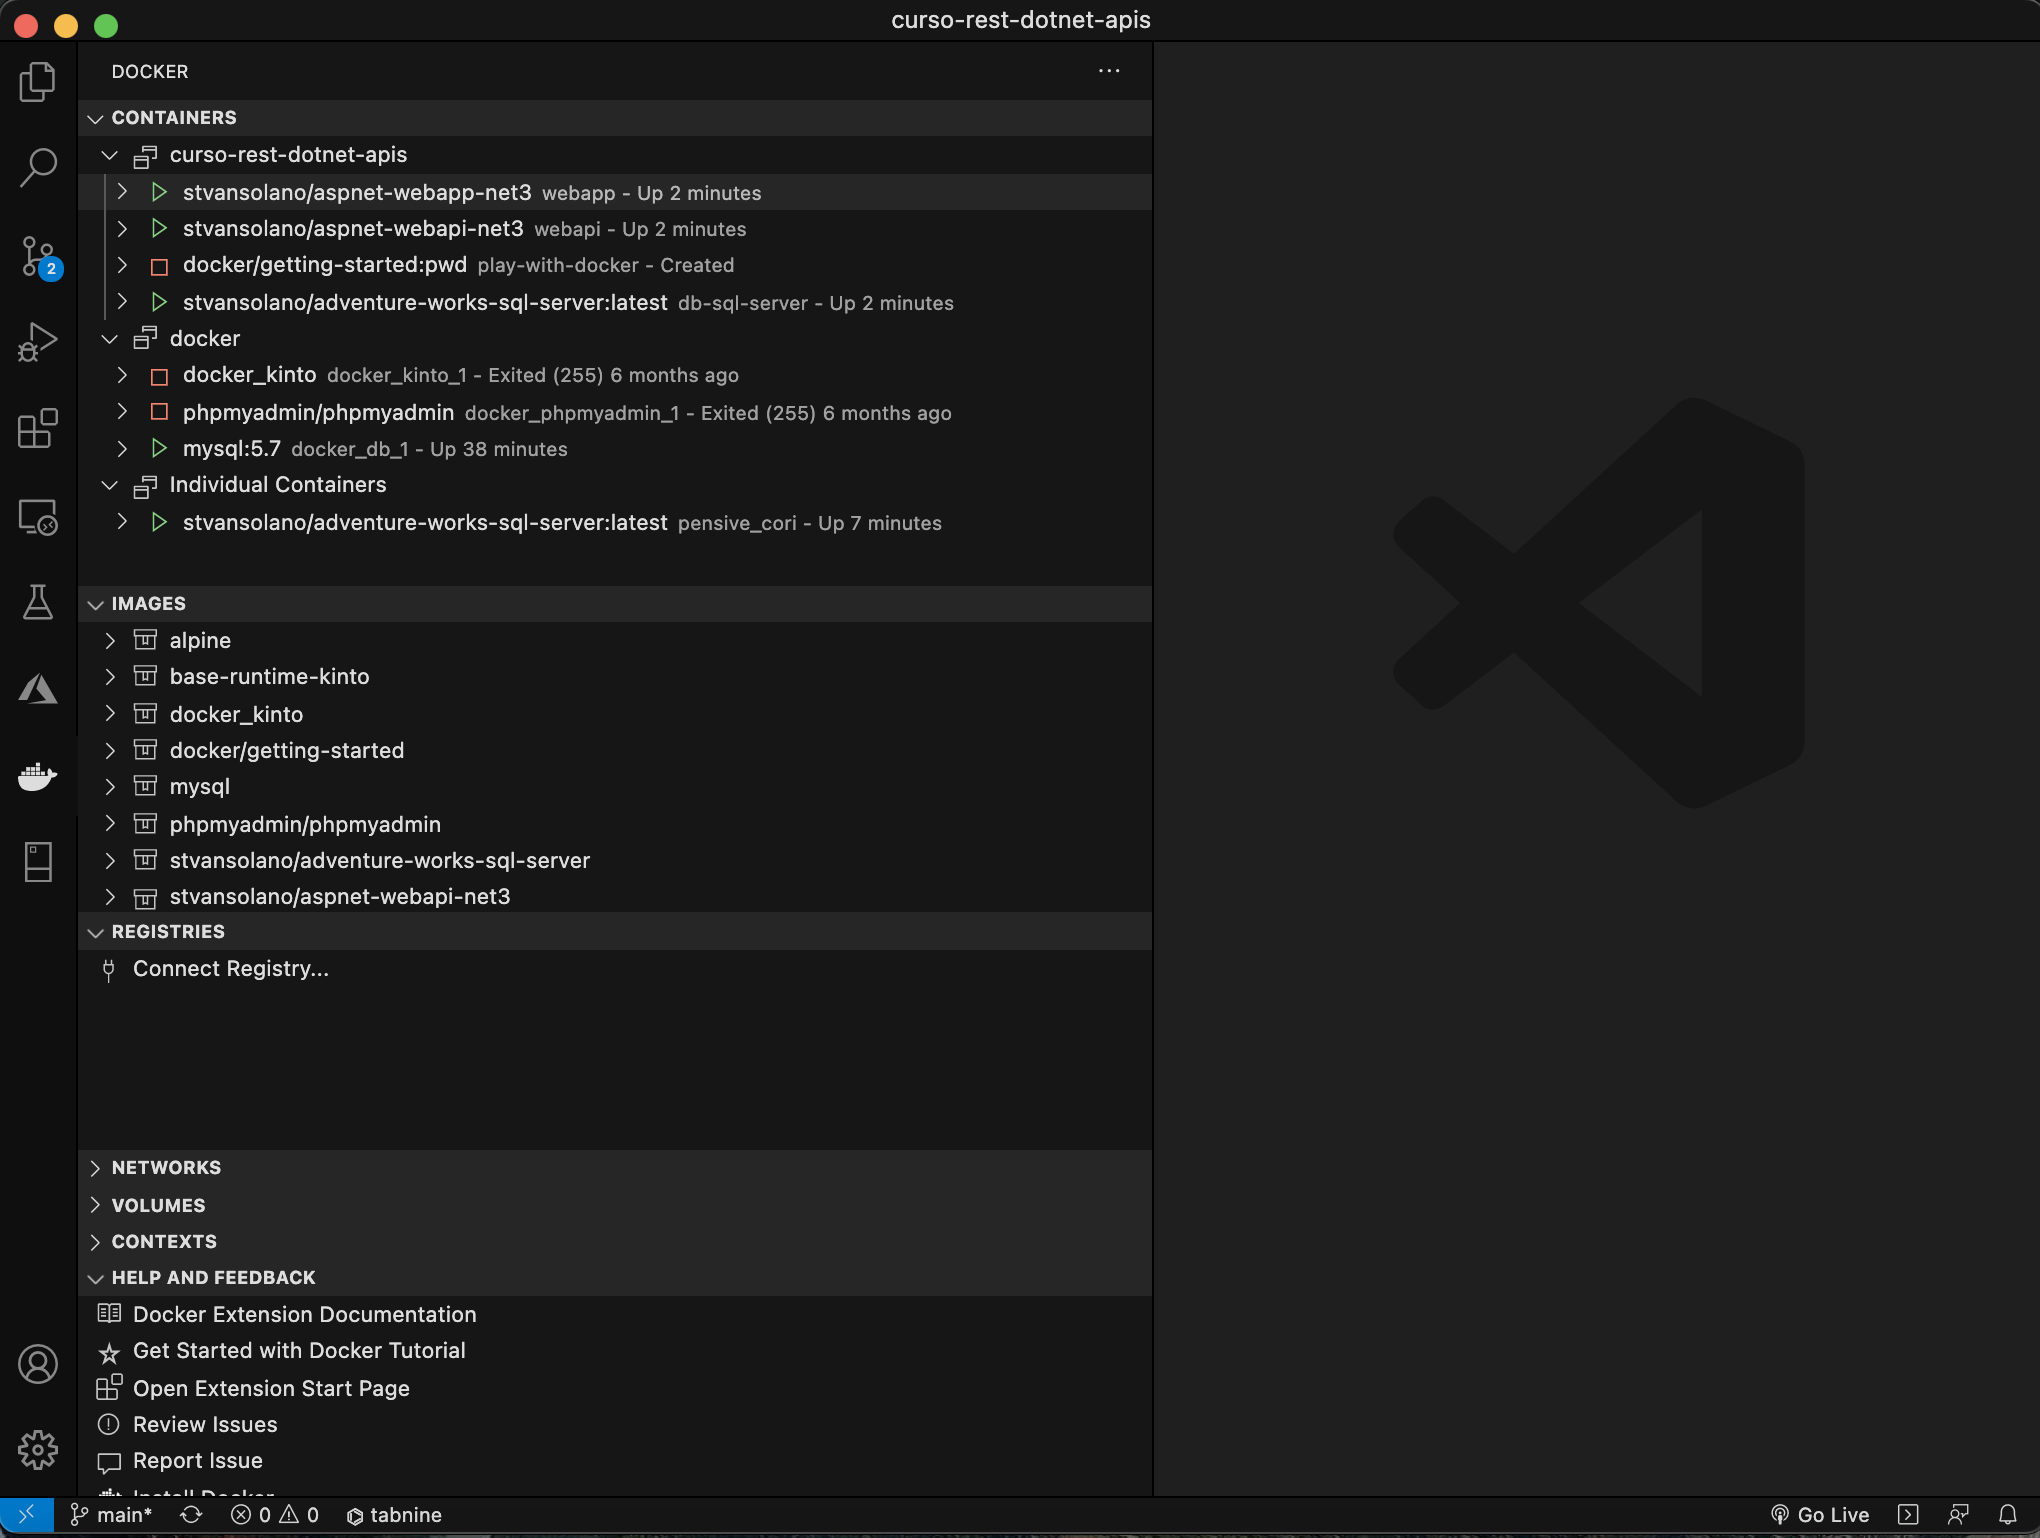 curso-rest-dotnet-apis
DOCKER
CONTAINERS
curso-rest-dotnet-apis
stvansolano/aspnet-webapp-net3 webapp - Up 2 minutes
stvansolano/aspnet-webapi-net3 webapi - Up 2 minutes
docker/getting-started:pwd play-with-docker - Created
stvansolano/adventure-works-sql-server:latest db-sql-server - Up 2 minutes
docker
docker_kinto docker_kinto_1 - Exited (255) 6 months ago
phpmyadmin/phpmyadmin docker_phpmyadmin_1 - Exited (255) 6 months ago
mysql:5.7 docker_db_1 - Up 38 minutes
Individual Containers
stvansolano/adventure-works-sql-server:latest pensive_cori - Up 7 minutes
IMAGES
alpine
base-runtime-kinto
docker_kinto
docker/getting-started
mysql
phpmyadmin/phpmyadmin
stvansolano/adventure-works-sql-server
stvansolano/aspnet-webapi-net3
REGISTRIES
Connect Registry...
NETWORKS
VOLUMES
CONTEXTS
HELP AND FEEDBACK
Docker Extension Documentation
Get Started with Docker Tutorial
Open Extension Start Page
Review Issues
Report Issue
Install Docker
2
main* 0 0 tabnine Go Live